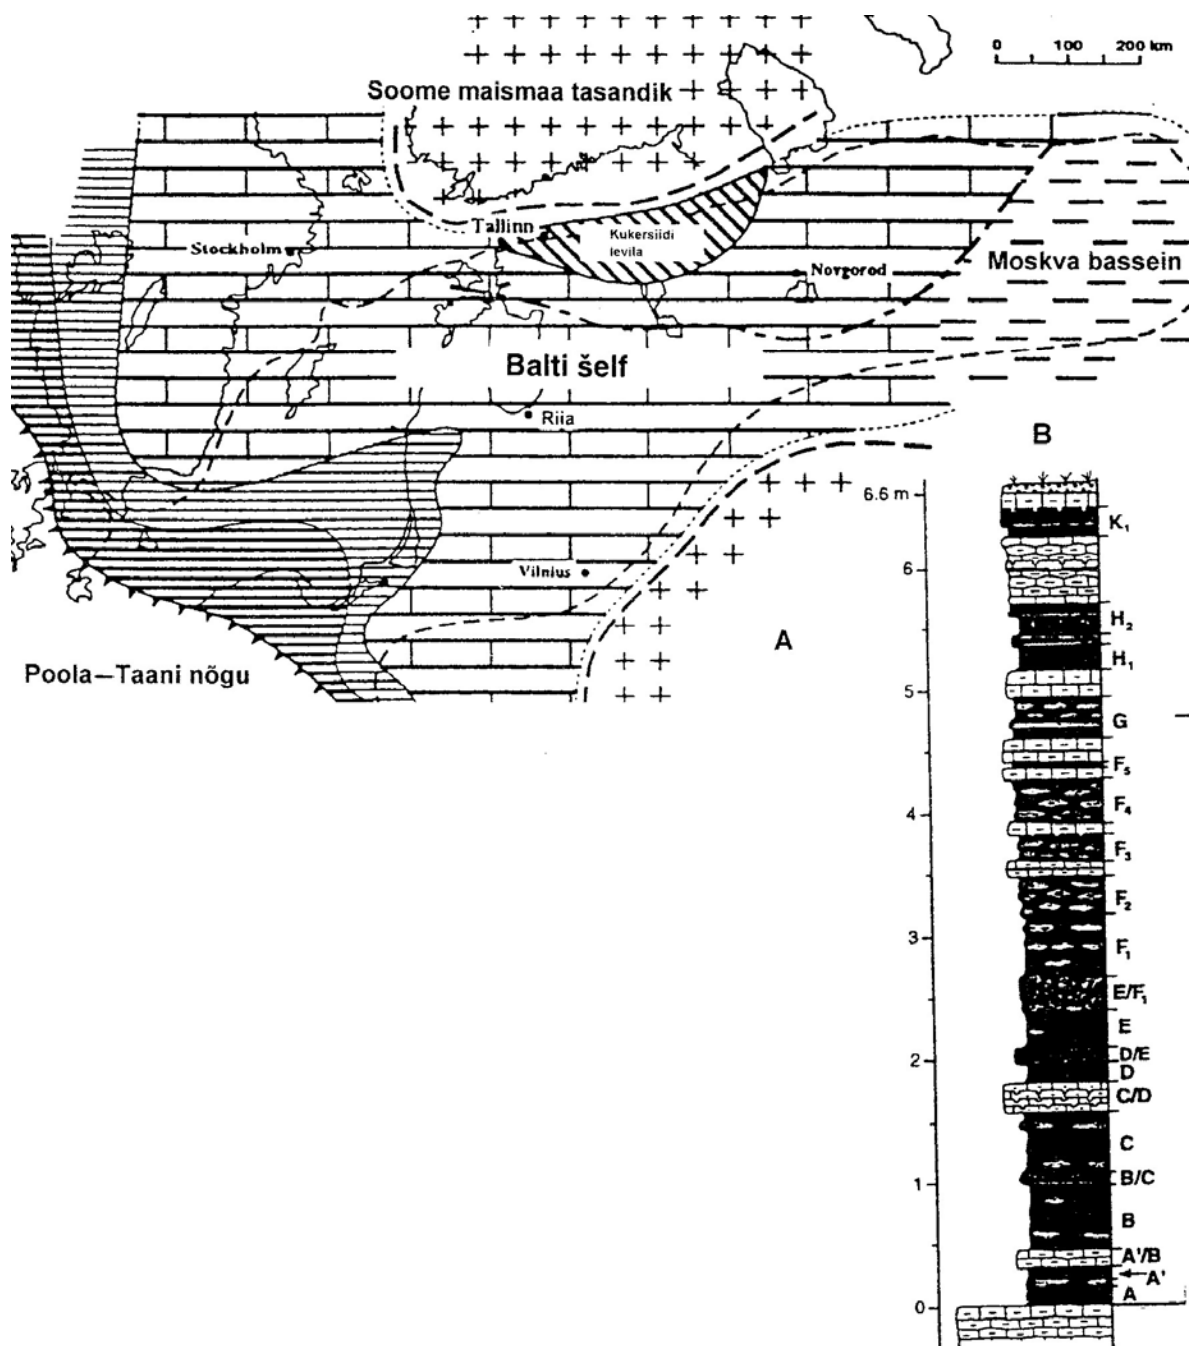 0 100 200 km
Soome maismaa tasandik
Tallinn
Kukersiidi
levila
Stockholm
Novgorod
Moskva bassein
Balti šelf
Riia
B
6.6 m
K₁
6
Vilnius
H₂
A
H₁
Poola—Taani nõgu
5
G
F₅
F₄
4
F₃
F₂
3
F₁
E/F₁
E
2
D/E
D
C/D
C
1
B/C
B
A'/B
A'
A
0